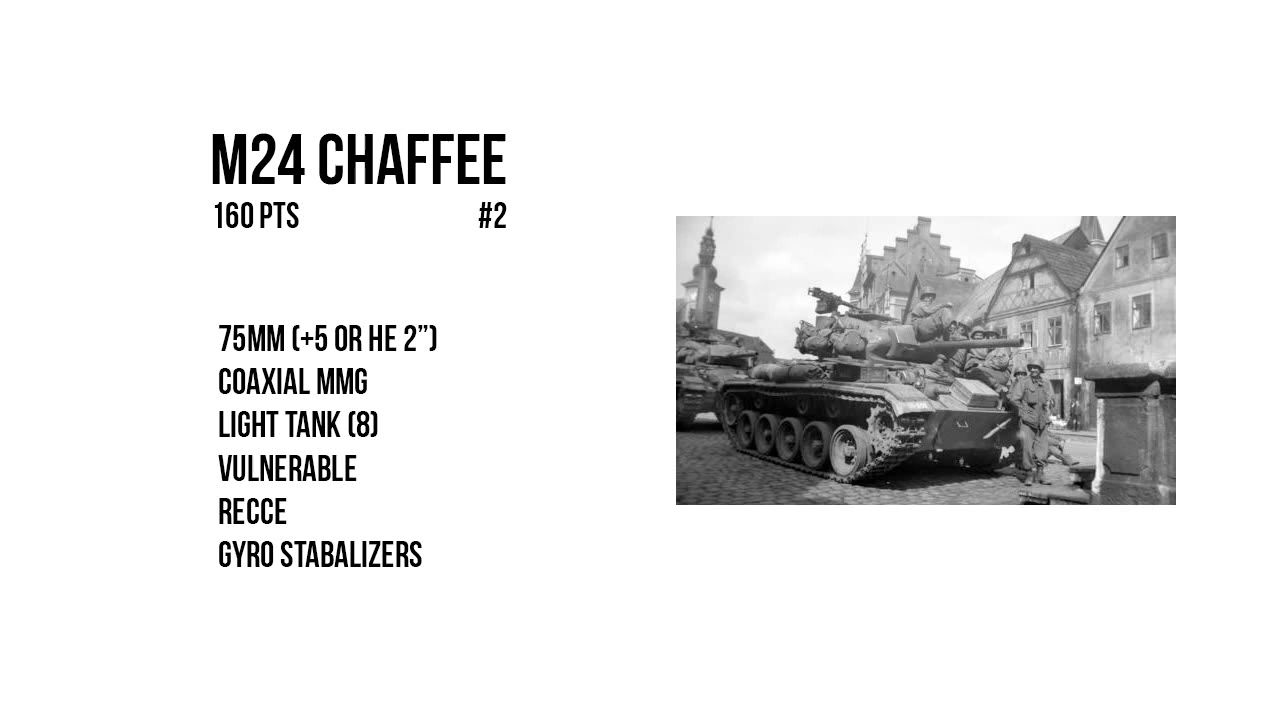 M24 CHAFFEE
160 PTS #2
75MM (+5 OR HE 2”)
COAXIAL MMG
LIGHT TANK (8)
VULNERABLE
RECCE
GYRO STABALIZERS